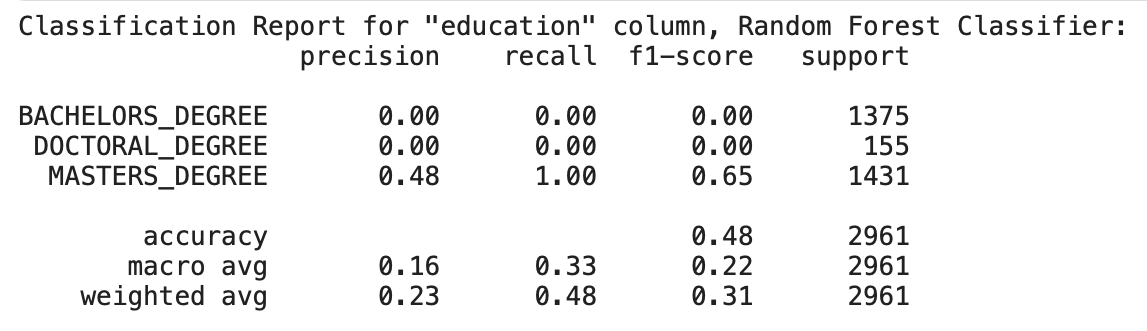 Classification Report for "education" column, Random Forest Classifier:
precision recall f1-score support
BACHELORS_DEGREE 0.00 0.00 0.00 1375
DOCTORAL_DEGREE 0.00 0.00 0.00 155
MASTERS_DEGREE 0.48 1.00 0.65 1431
accuracy 0.48 2961
macro avg 0.16 0.33 0.22 2961
weighted avg 0.23 0.48 0.31 2961